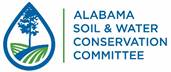 ALABAMA
SOIL & WATER
CONSERVATION
COMMITTEE